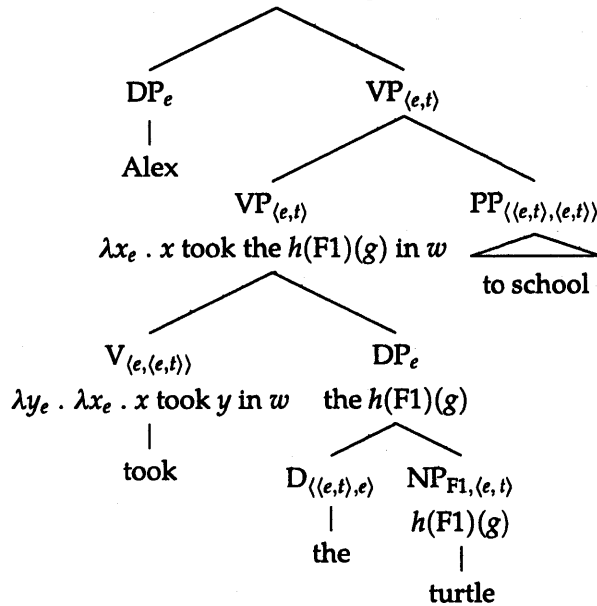 DPe VP⟨e,t⟩
Alex
VP⟨e,t⟩ PP⟨⟨e,t⟩,⟨e,t⟩⟩
λxe . x took the h(F1)(g) in w
to school
V⟨e,⟨e,t⟩⟩ DPe
λye . λxe . x took y in w the h(F1)(g)
took
D⟨⟨e,t⟩,e⟩ NPF1,⟨e, t⟩
h(F1)(g)
the
turtle